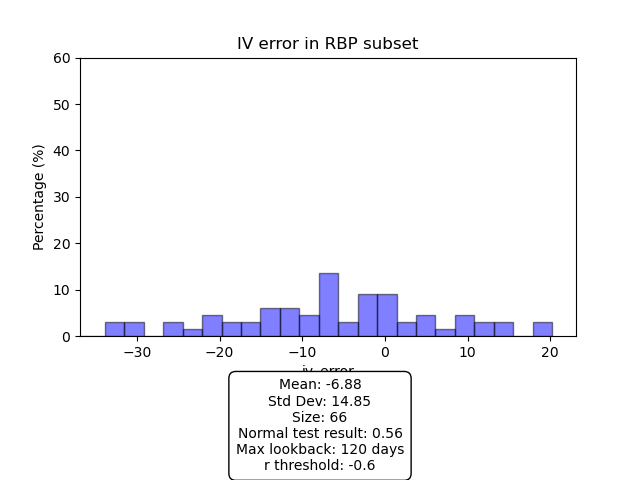 IV error in RBP subset
60
50
40
30
20
10
0
Percentage (%)
−30
−20
−10
0
10
20
iv_error
Mean: -6.88
Std Dev: 14.85
Size: 66
Normal test result: 0.56
Max lookback: 120 days
r threshold: -0.6